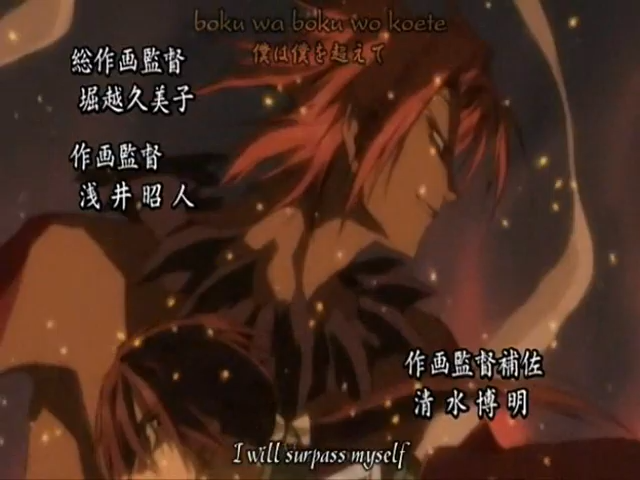 boku wa boku wo koete
僕は僕を超えて
総作画監督
堀越久美子
作画監督
浅井昭人
作画監督補佐
清水博明
I will surpass myself